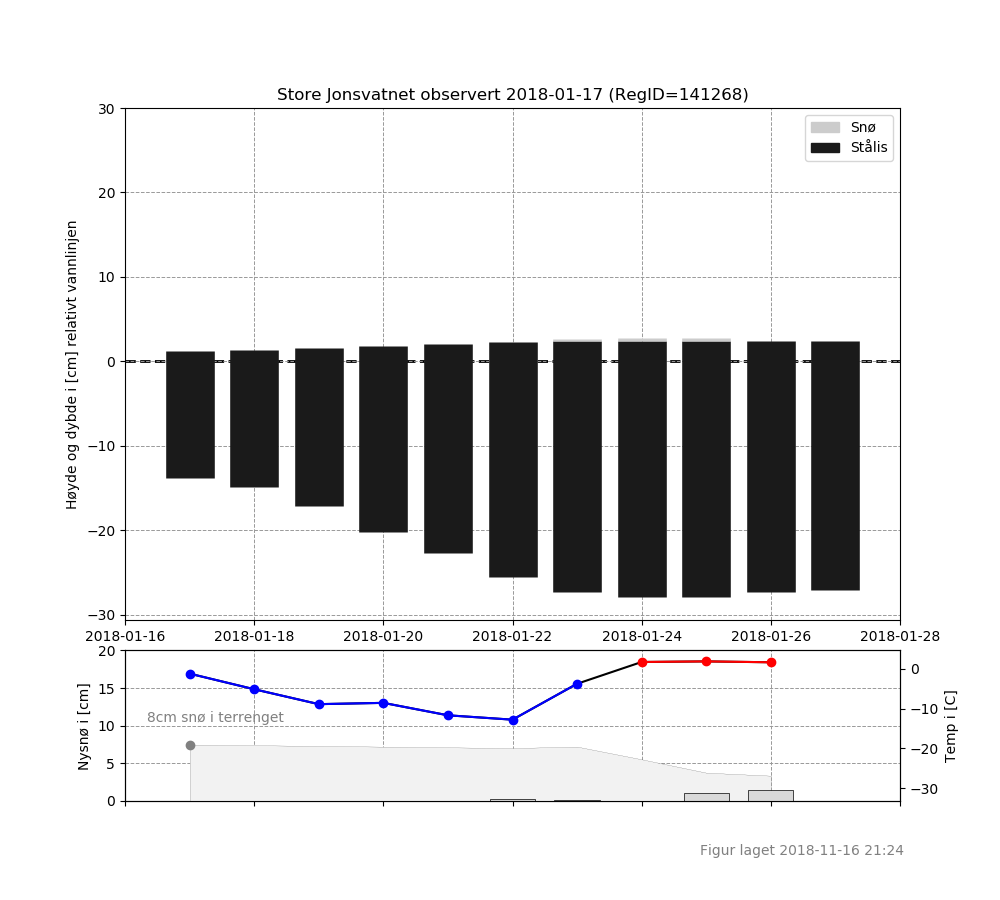 Store Jonsvatnet observert 2018-01-17 (RegID=141268)
Snø
Stålis
Høyde og dybde i [cm] relativt vannlinjen
30
20
10
0
−10
−20
−30
2018-01-16 2018-01-18 2018-01-20 2018-01-22 2018-01-24 2018-01-26 2018-01-28
Nysnø i [cm]
20
15
10
5
0
8cm snø i terrenget
0
−10
−20
−30
Temp i [C]
Figur laget 2018-11-16 21:24